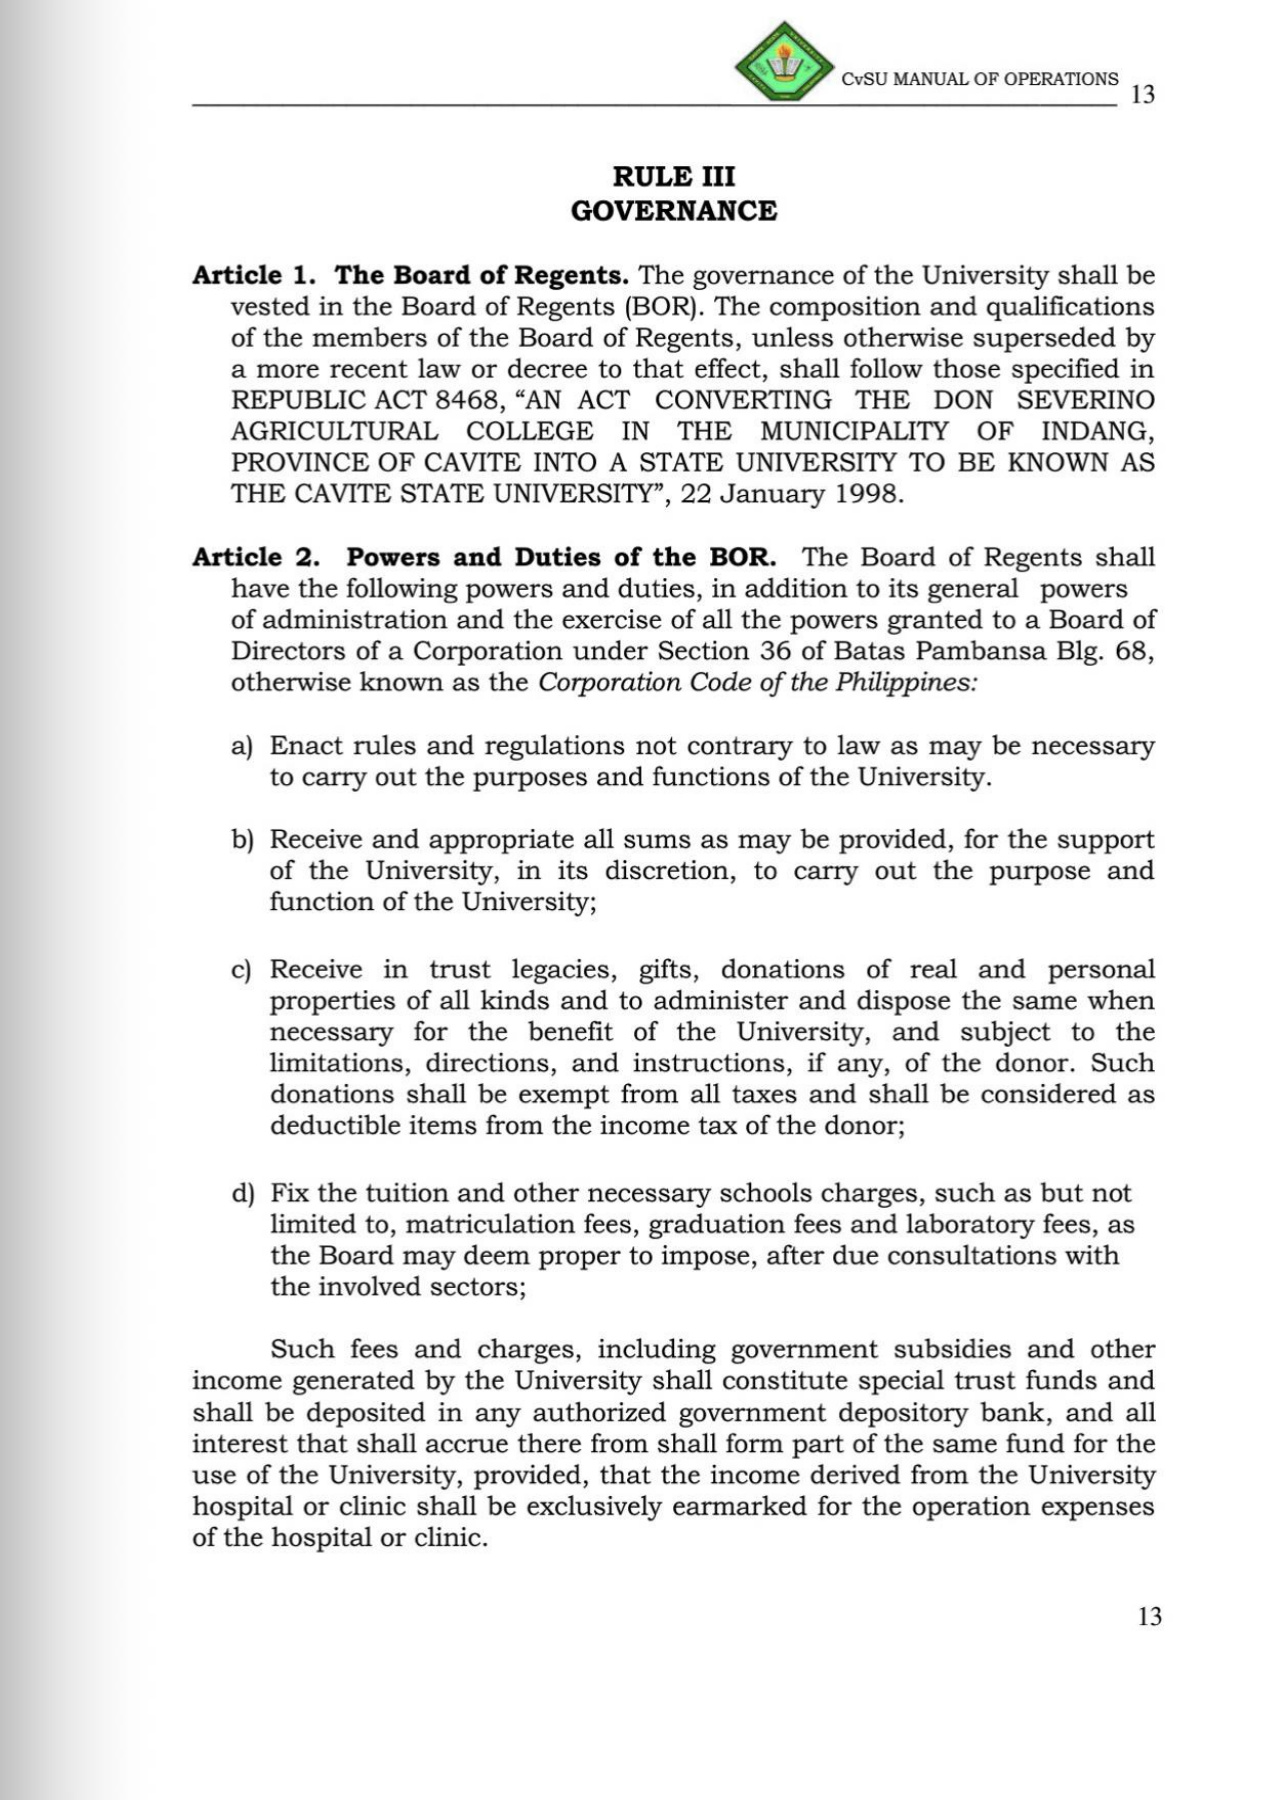 CvSU MANUAL OF OPERATIONS
13
RULE III
GOVERNANCE
Article 1. The Board of Regents. The governance of the University shall be
vested in the Board of Regents (BOR). The composition and qualifications
of the members of the Board of Regents, unless otherwise superseded by
a more recent law or decree to that effect, shall follow those specified in
REPUBLIC ACT 8468, “AN ACT CONVERTING THE DON SEVERINO
AGRICULTURAL COLLEGE IN THE MUNICIPALITY OF INDANG,
PROVINCE OF CAVITE INTO A STATE UNIVERSITY TO BE KNOWN AS
THE CAVITE STATE UNIVERSITY”, 22 January 1998.
Article 2. Powers and Duties of the BOR. The Board of Regents shall
have the following powers and duties, in addition to its general powers
of administration and the exercise of all the powers granted to a Board of
Directors of a Corporation under Section 36 of Batas Pambansa Blg. 68,
otherwise known as the Corporation Code of the Philippines:
a) Enact rules and regulations not contrary to law as may be necessary
to carry out the purposes and functions of the University.
b) Receive and appropriate all sums as may be provided, for the support
of the University, in its discretion, to carry out the purpose and
function of the University;
c) Receive in trust legacies, gifts, donations of real and personal
properties of all kinds and to administer and dispose the same when
necessary for the benefit of the University, and subject to the
limitations, directions, and instructions, if any, of the donor. Such
donations shall be exempt from all taxes and shall be considered as
deductible items from the income tax of the donor;
d) Fix the tuition and other necessary schools charges, such as but not
limited to, matriculation fees, graduation fees and laboratory fees, as
the Board may deem proper to impose, after due consultations with
the involved sectors;
Such fees and charges, including government subsidies and other
income generated by the University shall constitute special trust funds and
shall be deposited in any authorized government depository bank, and all
interest that shall accrue there from shall form part of the same fund for the
use of the University, provided, that the income derived from the University
hospital or clinic shall be exclusively earmarked for the operation expenses
of the hospital or clinic.
13